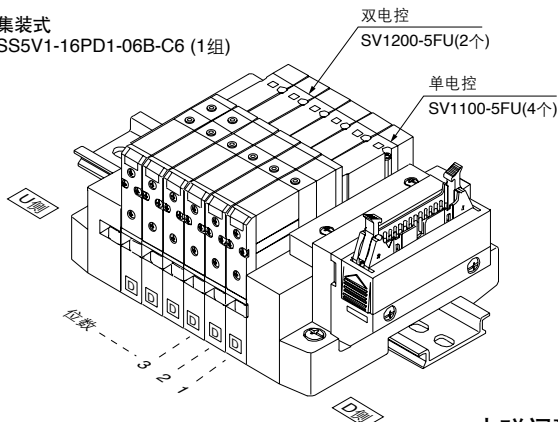 集装式
SS5V1-16PD1-06B-C6 (1组)
双电控
SV1200-5FU(2个)
单电控
SV1100-5FU(4个)
U侧
D D D D D
位数
3
2
1
D侧